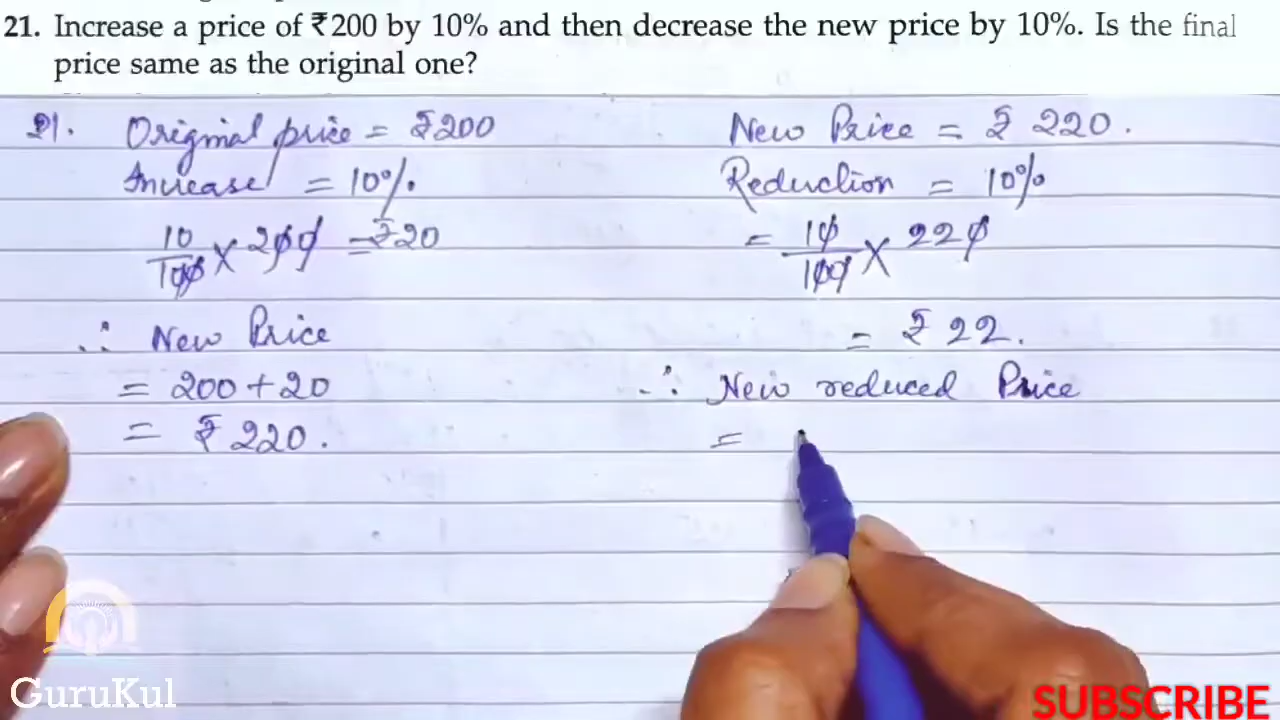 21. Increase a price of ₹200 by 10% and then decrease the new price by 10%. Is the final
price same as the original one?
21. Original price = ₹200
Increase = 10%
10/100 × 200 = ₹20
∴ New Price
= 200 + 20
= ₹ 220.
New Price = ₹ 220.
Reduction = 10%
= 10/100 × 220
= ₹ 22.
∴ New reduced Price
=
GuruKul
SUBSCRIBE